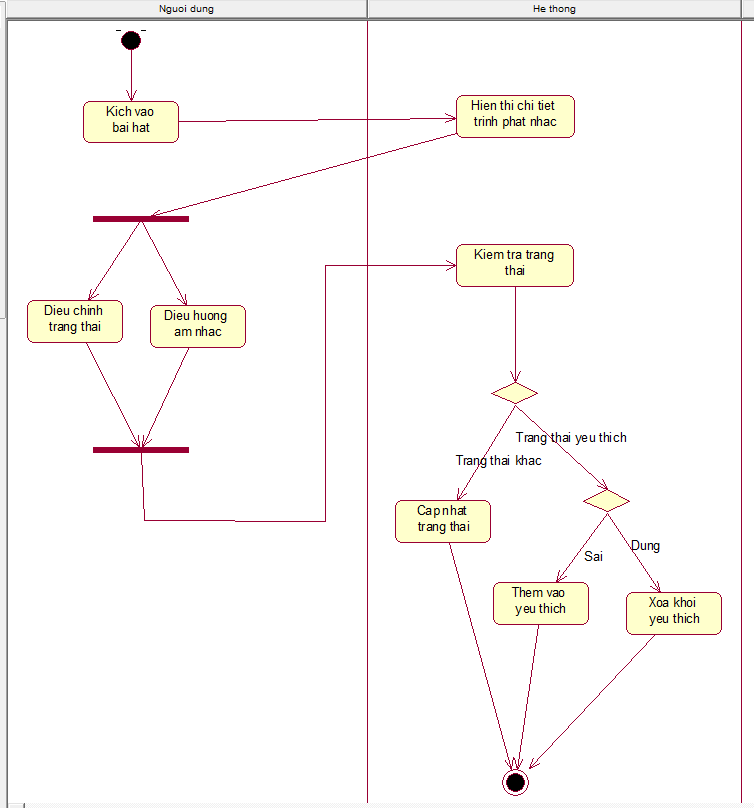 Nguoi dung
He thong
Kich vao
bai hat
Hien thi chi tiet
trinh phat nhac
Kiem tra trang
thai
Dieu chinh
trang thai
Dieu huong
am nhac
Trang thai yeu thich
Trang thai khac
Cap nhat
trang thai
Sai
Dung
Them vao
yeu thich
Xoa khoi
yeu thich